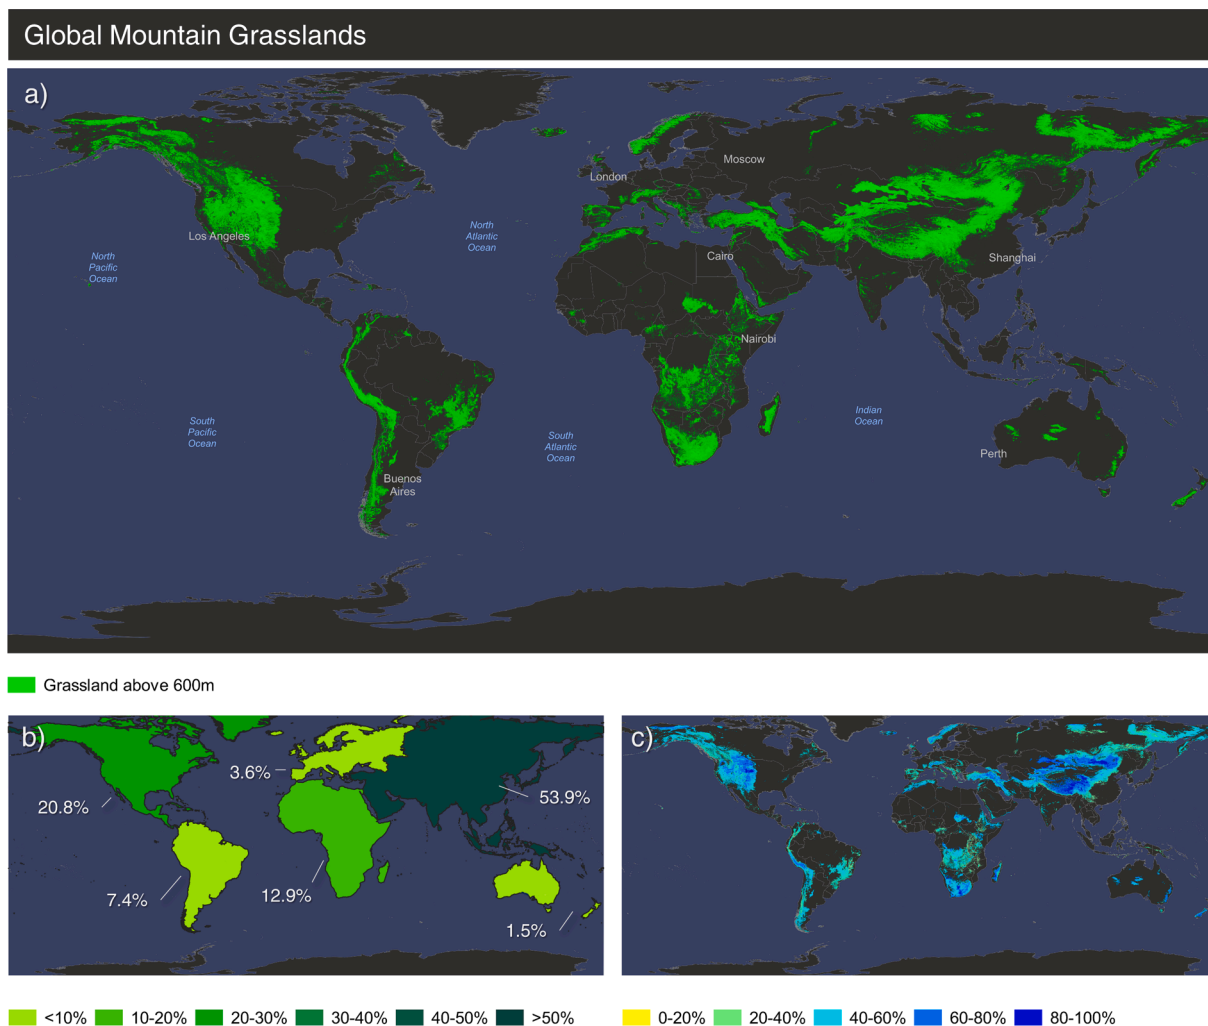 Global Mountain Grasslands
a)
Moscow
London
Los Angeles
North
Atlantic
Ocean
North
Pacific
Ocean
Cairo
Shanghai
Nairobi
South
Pacific
Ocean
South
Atlantic
Ocean
Indian
Ocean
Perth
Buenos
Aires
Grassland above 600m
b)
3.6%
20.8%
53.9%
7.4%
12.9%
1.5%
<10% 10-20% 20-30% 30-40% 40-50% >50%
c)
0-20% 20-40% 40-60% 60-80% 80-100%